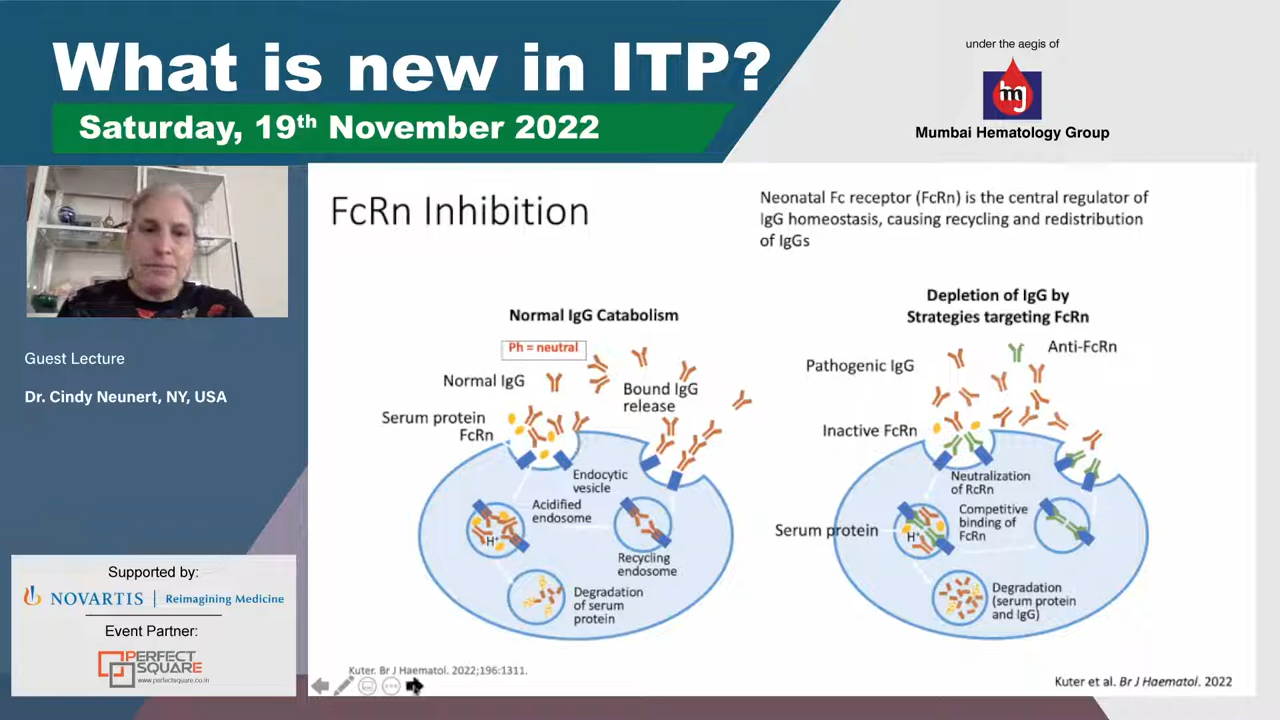 What is new in ITP?
Saturday, 19th November 2022
under the aegis of
mg
Mumbai Hematology Group
Guest Lecture
Dr. Cindy Neunert, NY, USA
Supported by:
NOVARTIS | Reimagining Medicine
Event Partner:
PERFECT
SQUARE
www.perfectsquare.co.in
FcRn Inhibition
Neonatal Fc receptor (FcRn) is the central regulator of
IgG homeostasis, causing recycling and redistribution
of IgGs
Normal IgG Catabolism
Ph = neutral
Normal IgG
Bound IgG
release
Serum protein
FcRn
Endocytic
vesicle
Acidified
endosome
H+
Recycling
endosome
Degradation
of serum
protein
Depletion of IgG by
Strategies targeting FcRn
Anti-FcRn
Pathogenic IgG
Inactive FcRn
Neutralization
of RcRn
Competitive
binding of
FcRn
Serum protein
H+
Degradation
(serum protein
and IgG)
Kuter. Br J Haematol. 2022;196:1311.
Kuter et al. Br J Haematol. 2022